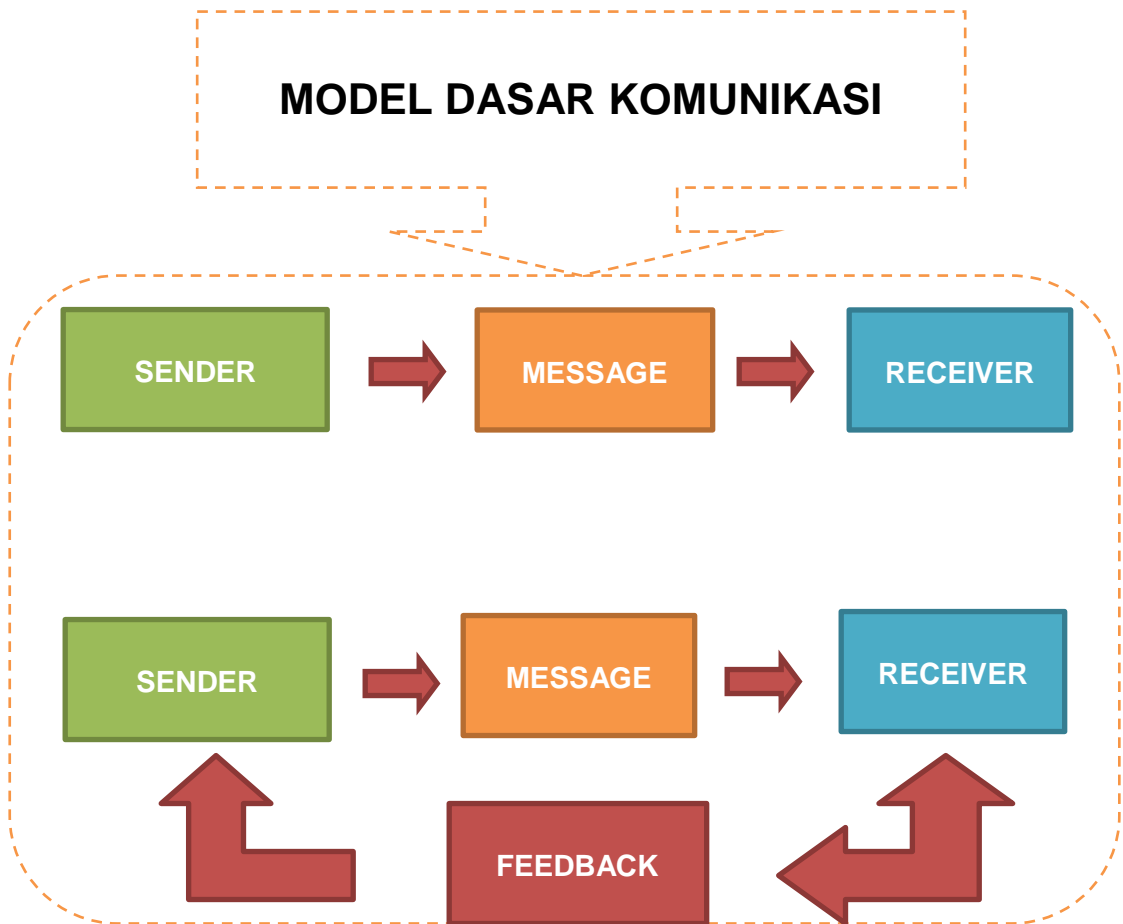 MODEL DASAR KOMUNIKASI
SENDER
MESSAGE
RECEIVER
SENDER
MESSAGE
RECEIVER
FEEDBACK